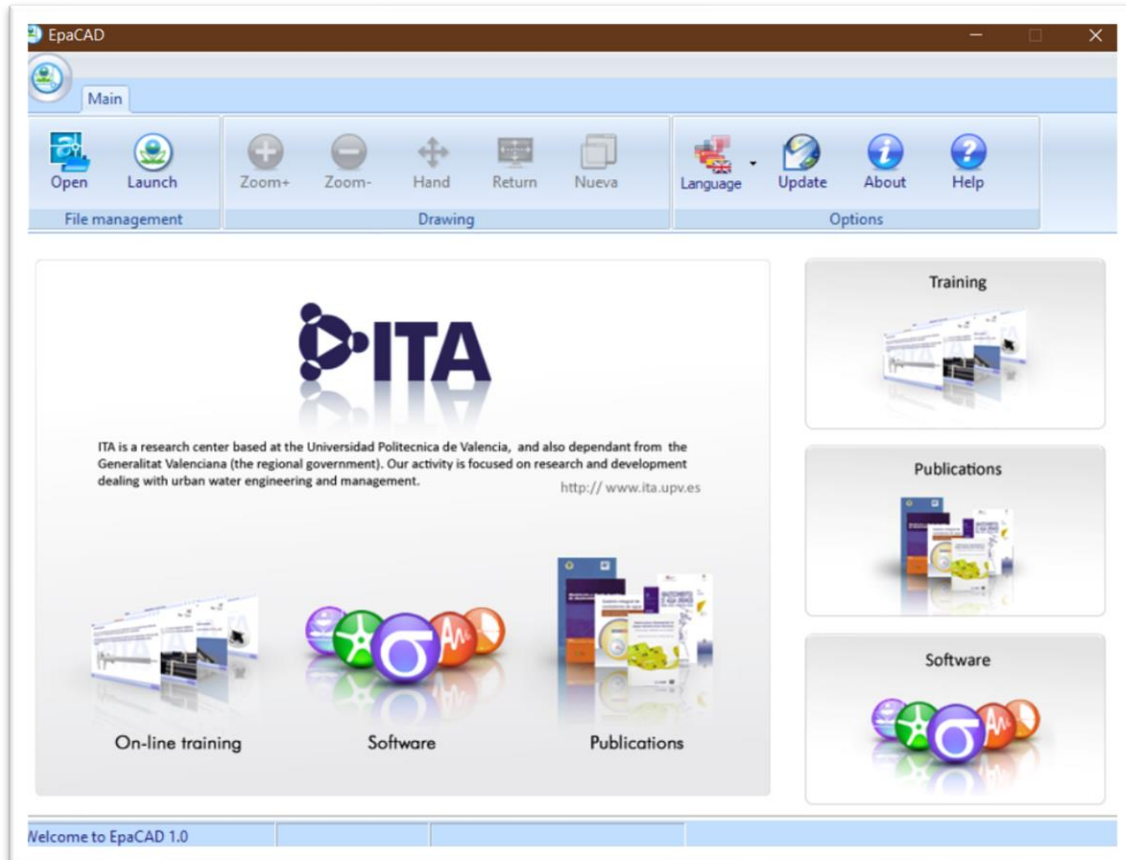 EpaCAD
Main
Open
Launch
Zoom+
Zoom-
Hand
Return
Nueva
Language
Update
About
Help
File management
Drawing
Options
ITA
ITA is a research center based at the Universidad Politecnica de Valencia, and also dependant from the
Generalitat Valenciana (the regional government). Our activity is focused on research and development
dealing with urban water engineering and management.
http:// www.ita.upv.es
On-line training
Software
Publications
Training
Publications
Software
Welcome to EpaCAD 1.0